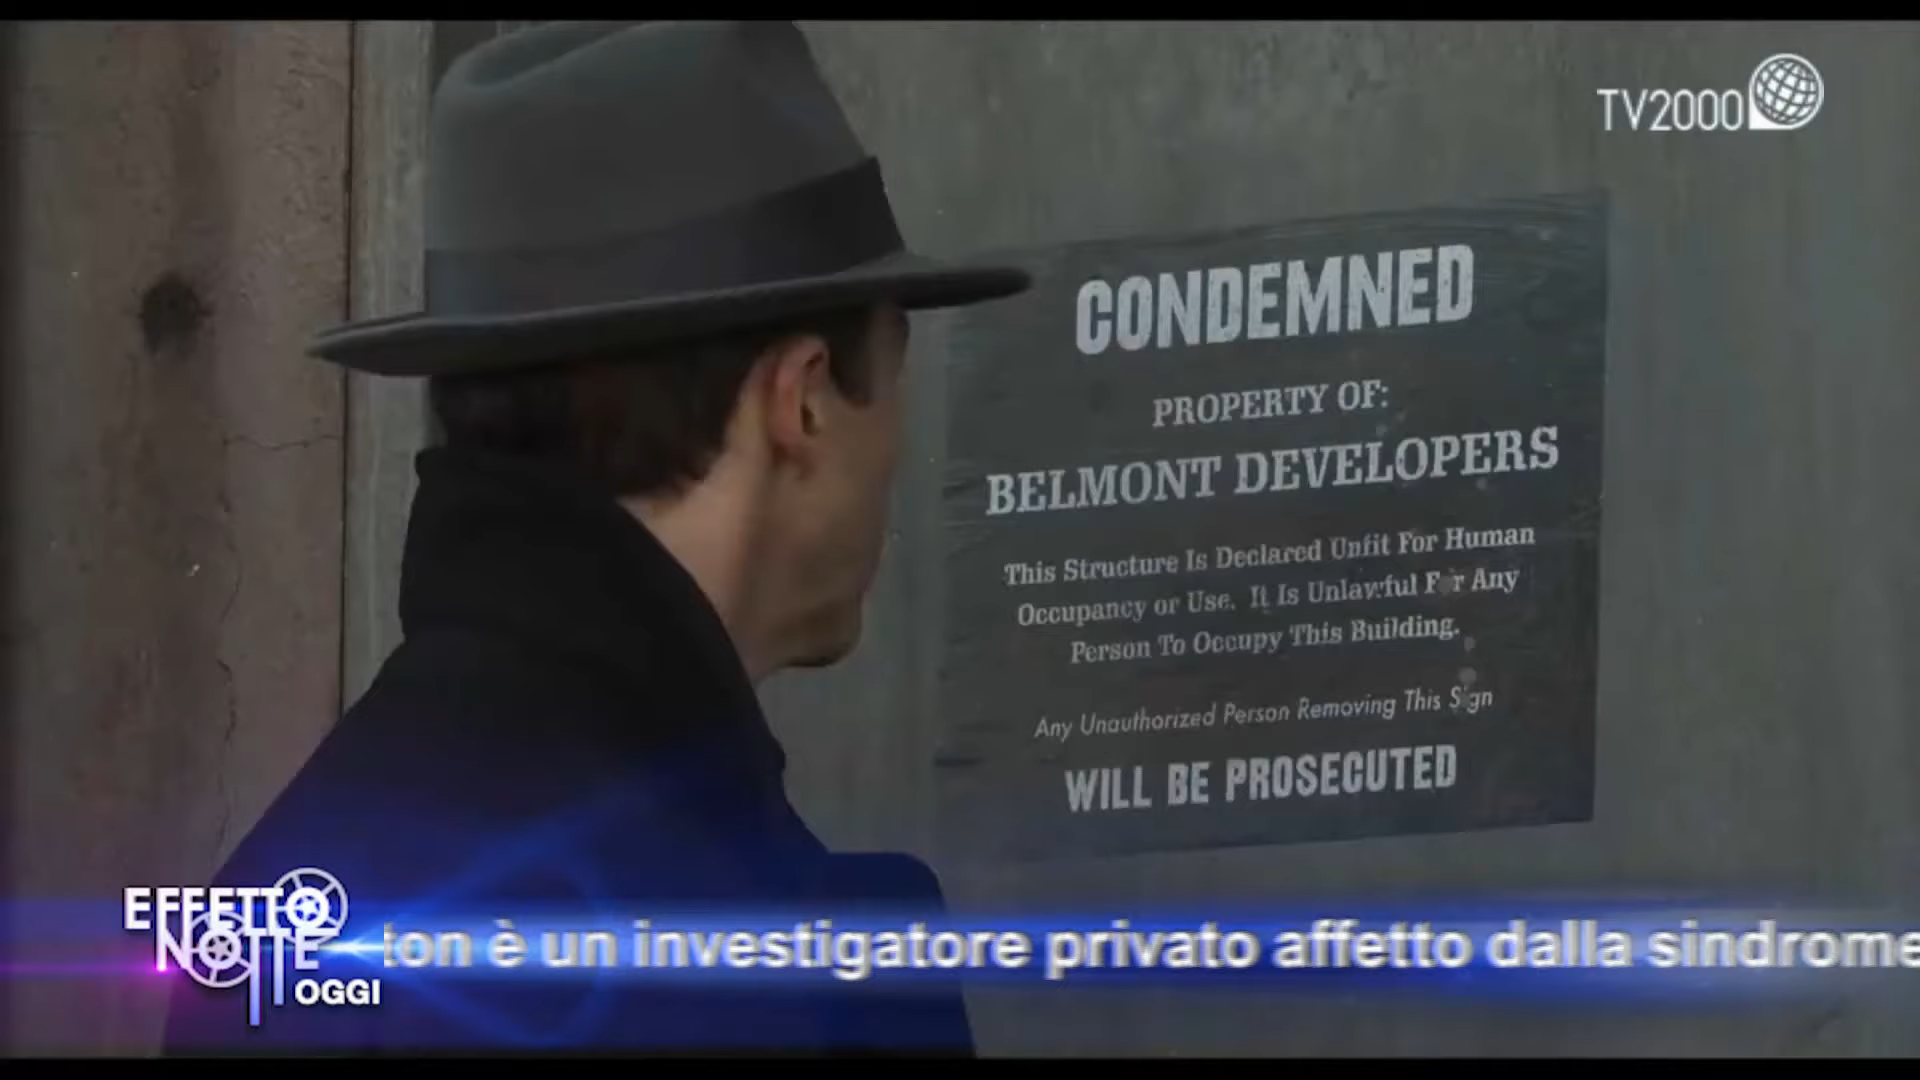 TV2000
CONDEMNED
PROPERTY OF:
BELMONT DEVELOPERS
This Structure Is Declared Unfit For Human
Occupancy or Use. It Is Unlawful For Any
Person To Occupy This Building.
Any Unauthorized Person Removing This Sign
WILL BE PROSECUTED
EFFETTO
NOTTE
OGGI
ton è un investigatore privato affetto dalla sindrome